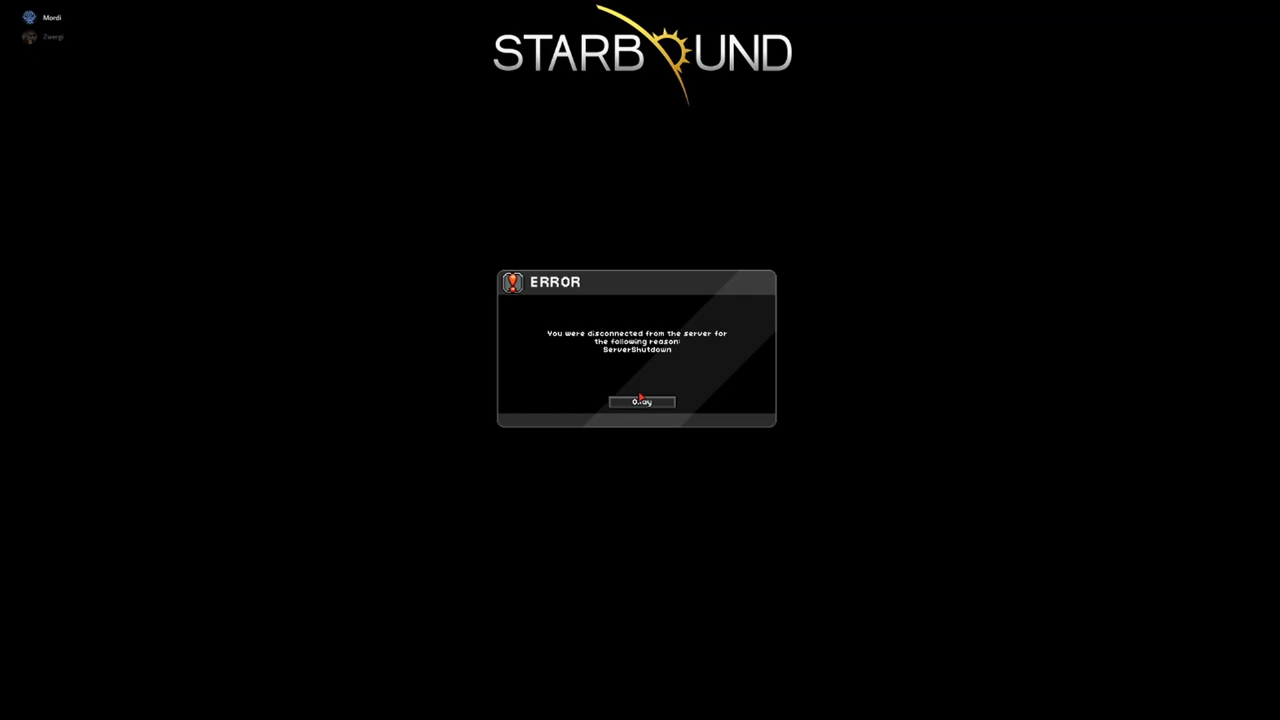 Mordi
Zwergi
STARBOUND
ERROR
You were disconnected from the server for
the following reason:
ServerShutdown
Okay